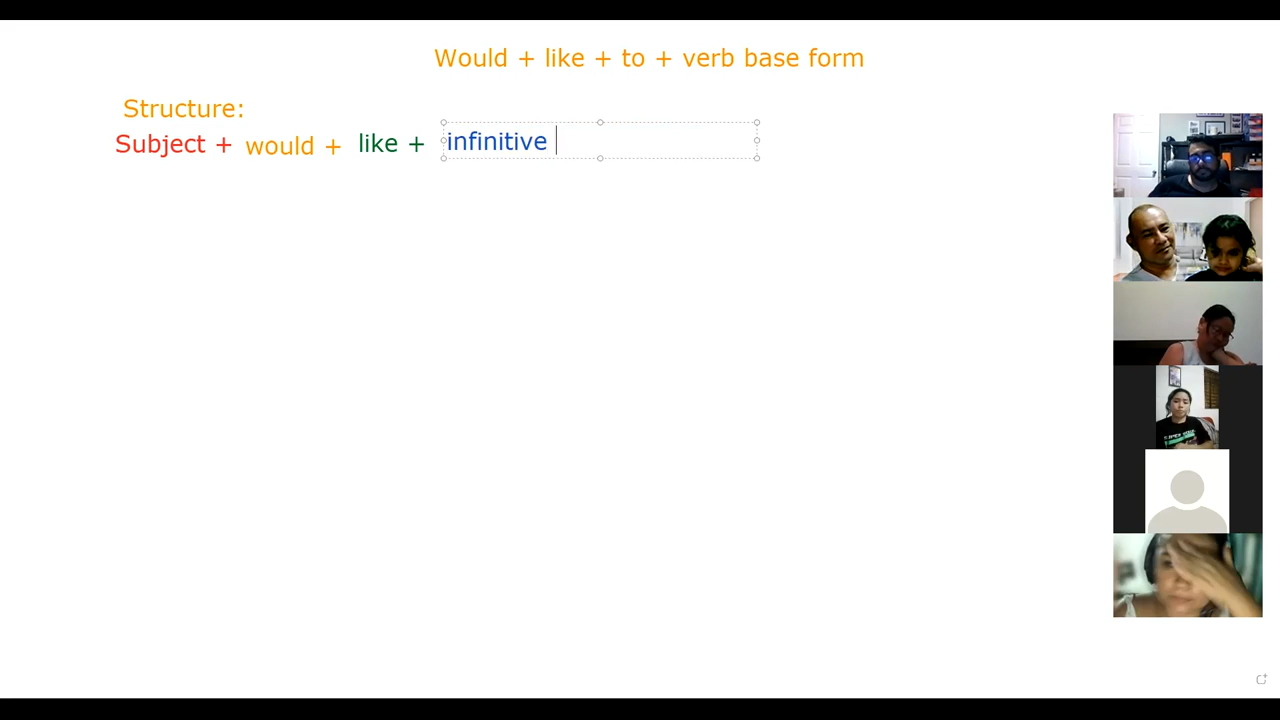 Would + like + to + verb base form
Structure:
Subject + would + like + infinitive